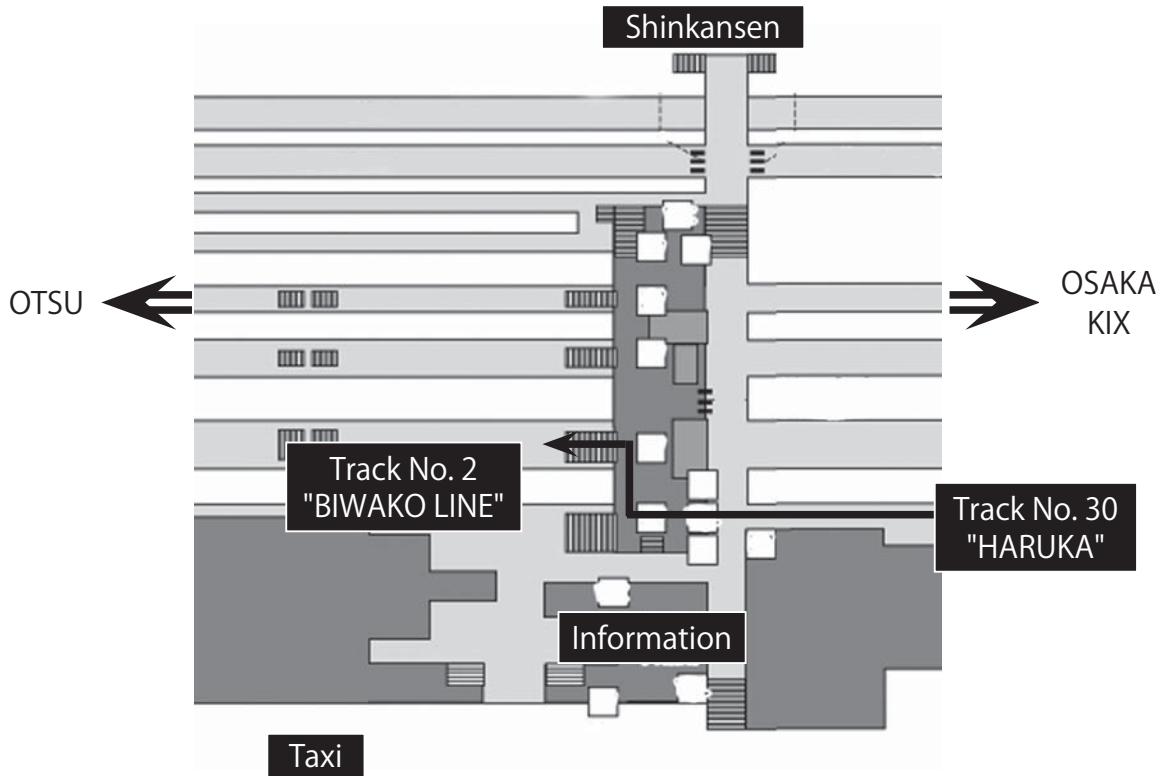 Shinkansen
OTSU
OSAKA
KIX
Track No. 2
"BIWAKO LINE"
Track No. 30
"HARUKA"
Information
Taxi